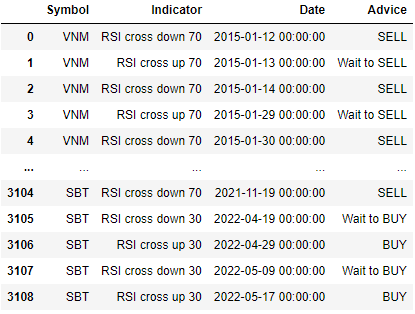 Symbol Indicator Date Advice
0 VNM RSI cross down 70 2015-01-12 00:00:00 SELL
1 VNM RSI cross up 70 2015-01-13 00:00:00 Wait to SELL
2 VNM RSI cross down 70 2015-01-14 00:00:00 SELL
3 VNM RSI cross up 70 2015-01-29 00:00:00 Wait to SELL
4 VNM RSI cross down 70 2015-01-30 00:00:00 SELL
... ... ... ... ...
3104 SBT RSI cross down 70 2021-11-19 00:00:00 SELL
3105 SBT RSI cross down 30 2022-04-19 00:00:00 Wait to BUY
3106 SBT RSI cross up 30 2022-04-29 00:00:00 BUY
3107 SBT RSI cross down 30 2022-05-09 00:00:00 Wait to BUY
3108 SBT RSI cross up 30 2022-05-17 00:00:00 BUY